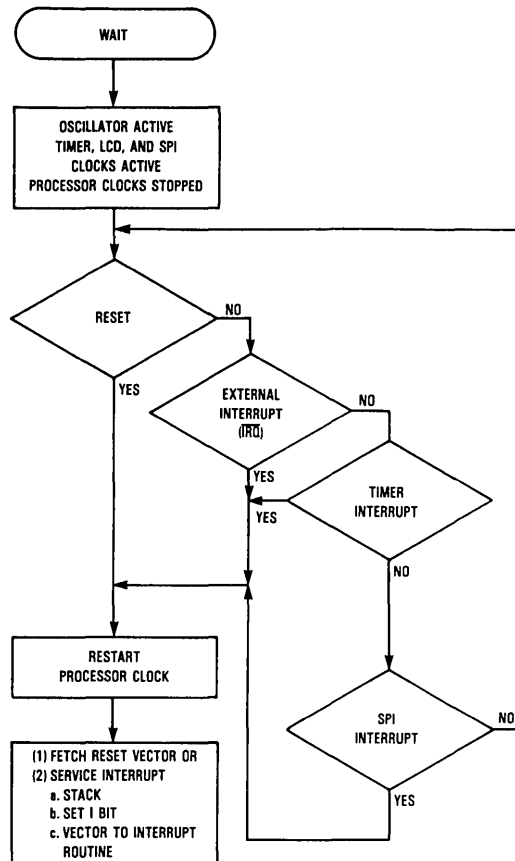 WAIT
OSCILLATOR ACTIVE
TIMER, LCD, AND SPI
CLOCKS ACTIVE
PROCESSOR CLOCKS STOPPED
RESET
NO
YES
EXTERNAL
INTERRUPT
(IRQ)
NO
YES
TIMER
INTERRUPT
YES
NO
RESTART
PROCESSOR CLOCK
SPI
INTERRUPT
NO
YES
(1) FETCH RESET VECTOR OR
(2) SERVICE INTERRUPT
a. STACK
b. SET I BIT
c. VECTOR TO INTERRUPT
ROUTINE